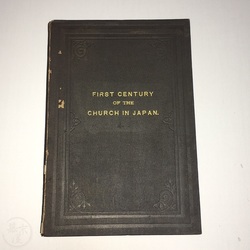 FIRST CENTURY
OF THE
CHURCH IN JAPAN.